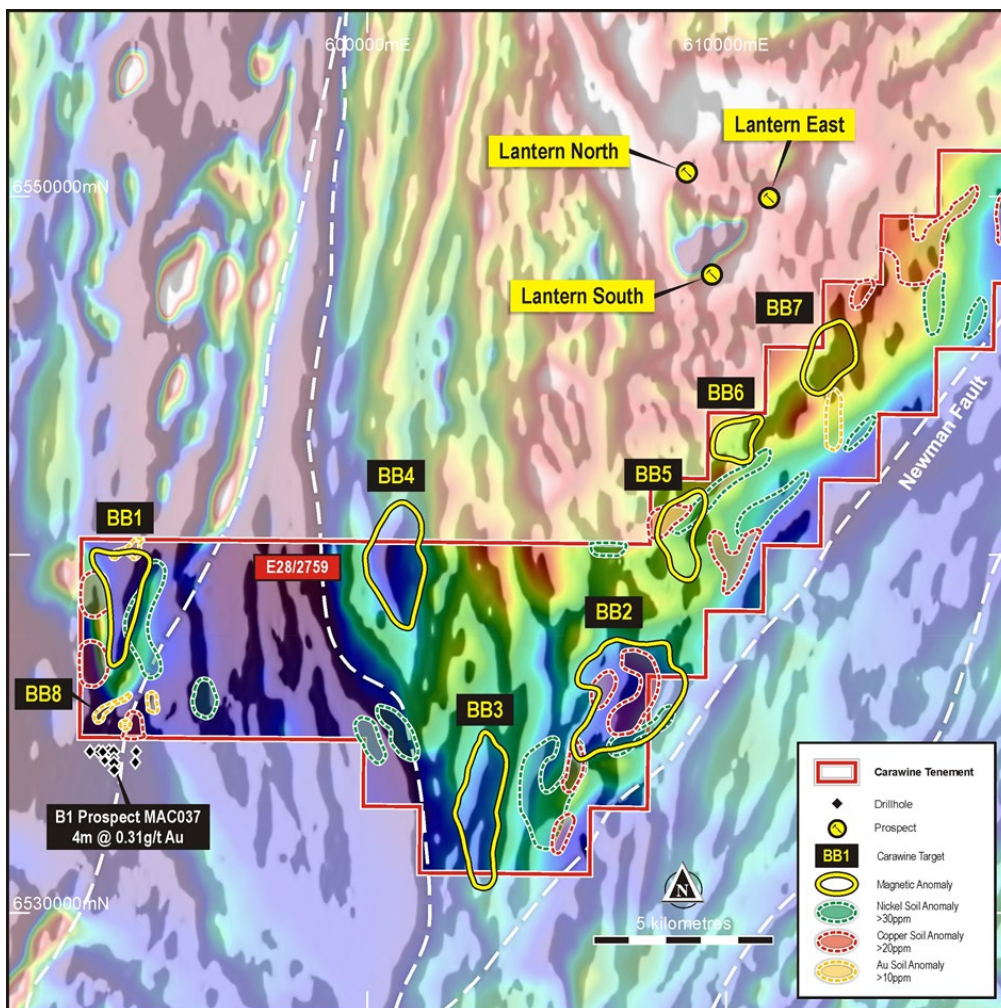 600000mE
610000mE
Lantern East
Lantern North
6550000mN
Lantern South
BB7
BB6
Newman Fault
BB5
BB4
BB1
E28/2759
BB2
BB8
BB3
B1 Prospect MAC037
4m @ 0.31g/t Au
6530000mN
N
5 kilometres
Carawine Tenement
Drillhole
Prospect
BB1
Carawine Target
Magnetic Anomaly
Nickel Soil Anomaly
>30ppm
Copper Soil Anomaly
>20ppm
Au Soil Anomaly
>10ppm